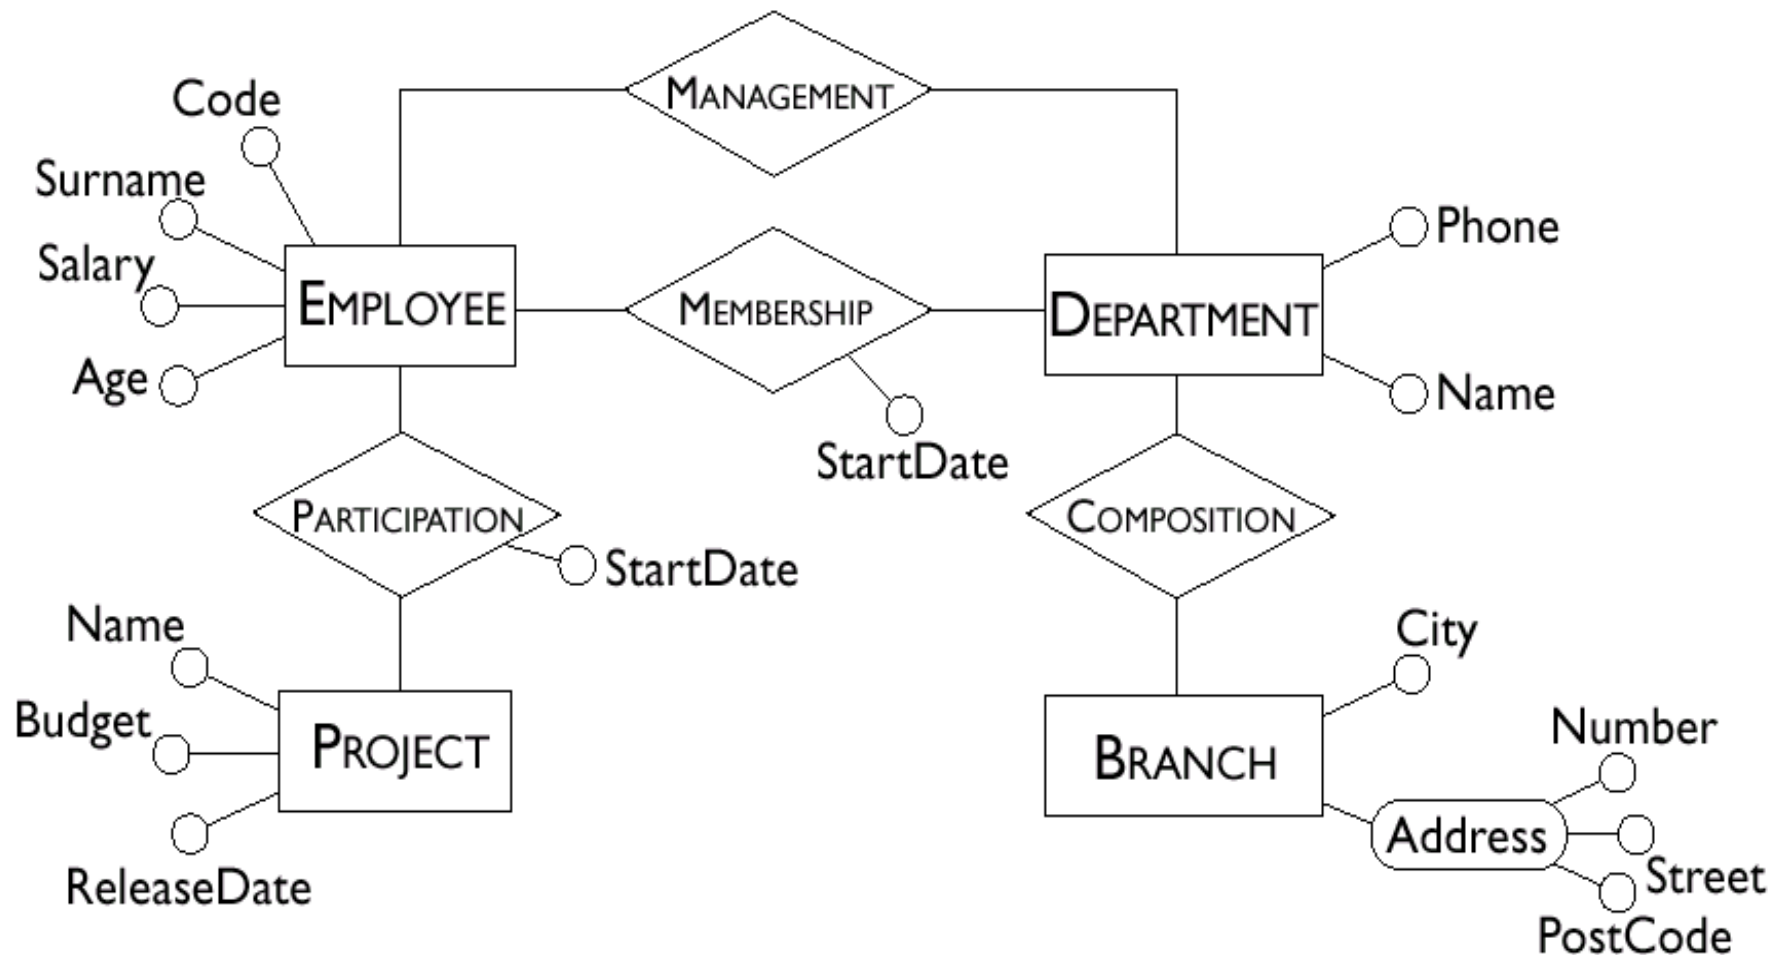 MANAGEMENT
Code
Surname
Salary
Age
EMPLOYEE
MEMBERSHIP
StartDate
DEPARTMENT
Phone
Name
PARTICIPATION
StartDate
COMPOSITION
Name
Budget
ReleaseDate
PROJECT
BRANCH
City
Address
Number
Street
PostCode